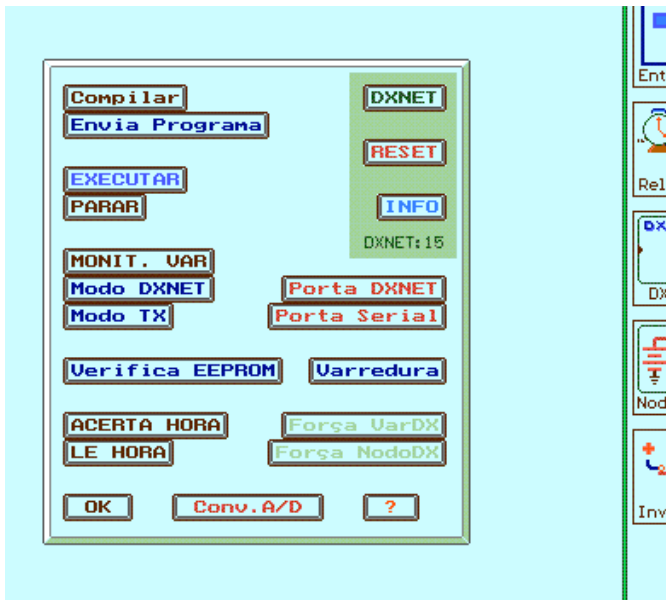 Compilar DXNET
Envia Programa
RESET
EXECUTAR
PARAR INFO
DXNET:15
MONIT. VAR
Modo DXNET Porta DXNET
Modo TX Porta Serial
Verifica EEPROM Varredura
ACERTA HORA Força VarDX
LE HORA Força NodoDX
OK Conv.A/D ?
Ent
Rel
DX
DX
Nod
Inv